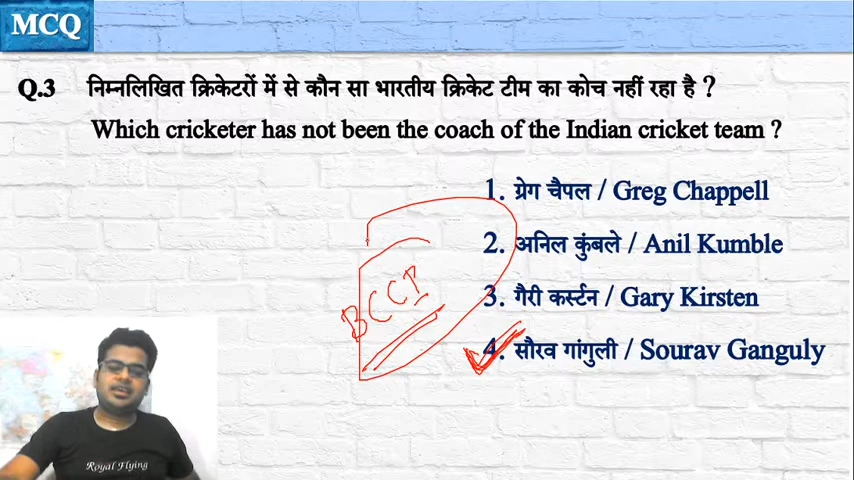 MCQ
Q.3 निम्नलिखित क्रिकेटरों में से कौन सा भारतीय क्रिकेट टीम का कोच नहीं रहा है ?
Which cricketer has not been the coach of the Indian cricket team ?
1. ग्रेग चैपल / Greg Chappell
2. अनिल कुंबले / Anil Kumble
3. गैरी कर्स्टन / Gary Kirsten
4. सौरव गांगुली / Sourav Ganguly
BCCI
Royal Flying